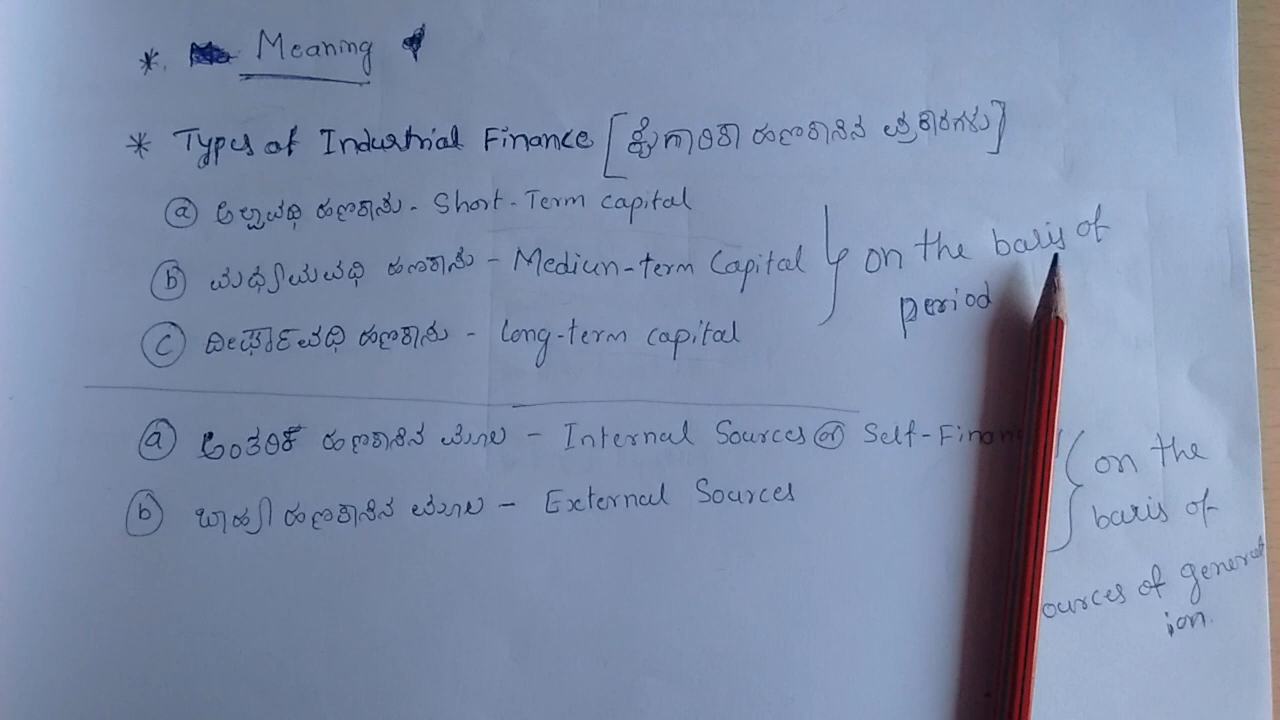 * Meaning
* Types of Industrial Finance [ಕೈಗಾರಿಕಾ ಹಣಕಾಸಿನ ಪ್ರಕಾರಗಳು]
ⓐ ಅಲ್ಪಾವಧಿ ಹಣಕಾಸು - Short-Term capital
ⓑ ಮಧ್ಯಮಾವಧಿ ಹಣಕಾಸು - Mediun-term Capital
ⓒ ದೀರ್ಘಾವಧಿ ಹಣಕಾಸು - Long-term capital
} on the basis of
period
ⓐ ಆಂತರಿಕ ಹಣಕಾಸಿನ ಮೂಲ - Internal Sources or Self-Finan
ⓑ ಬಾಹ್ಯ ಹಣಕಾಸಿನ ಮೂಲ - External Sources
} on the
basis of
ources of generat
ion.